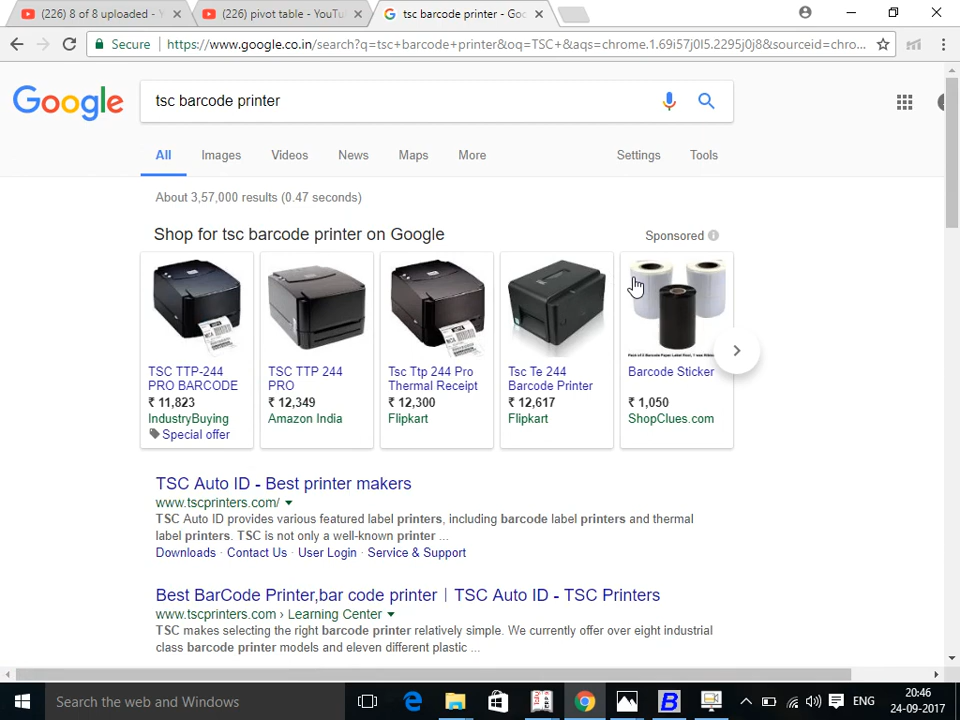 (226) 8 of 8 uploaded -
(226) pivot table - YouTu
tsc barcode printer - Goo
Secure
https://www.google.co.in/search?q=tsc+barcode+printer&oq=TSC+&aqs=chrome.1.69i57j0l5.2295j0j8&sourceid=chro...
Google
tsc barcode printer
All
Images
Videos
News
Maps
More
Settings
Tools
About 3,57,000 results (0.47 seconds)
Shop for tsc barcode printer on Google
Sponsored
TSC TTP-244
PRO BARCODE
₹ 11,823
IndustryBuying
Special offer
TSC TTP 244
PRO
₹ 12,349
Amazon India
Tsc Ttp 244 Pro
Thermal Receipt
₹ 12,300
Flipkart
Tsc Te 244
Barcode Printer
₹ 12,617
Flipkart
Barcode Sticker
₹ 1,050
ShopClues.com
TSC Auto ID - Best printer makers
www.tscprinters.com/
TSC Auto ID provides various featured label printers, including barcode label printers and thermal
label printers. TSC is not only a well-known printer ...
Downloads · Contact Us · User Login · Service & Support
Best BarCode Printer,bar code printer | TSC Auto ID - TSC Printers
www.tscprinters.com › Learning Center
TSC makes selecting the right barcode printer relatively simple. We currently offer over eight industrial
class barcode printer models and eleven different plastic ...
Search the web and Windows
ENG
20:46
24-09-2017